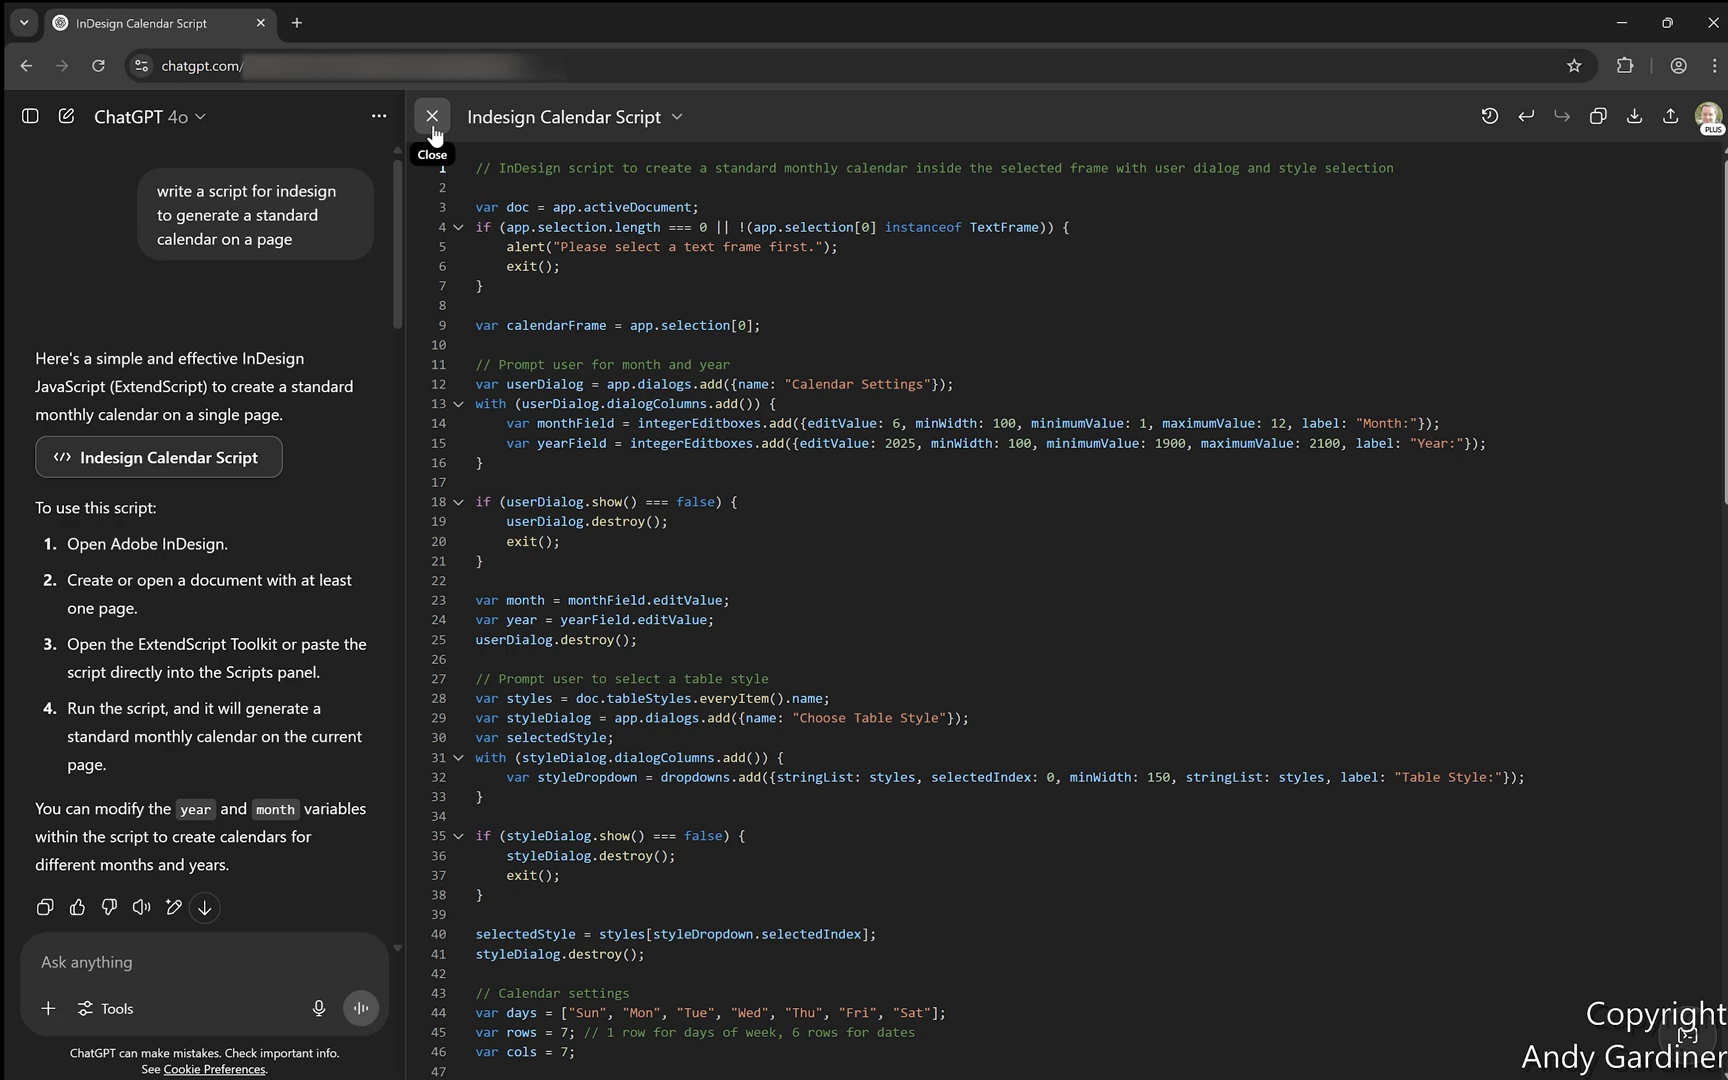 InDesign Calendar Script
chatgpt.com/
ChatGPT 4o
write a script for indesign
to generate a standard
calendar on a page
Here's a simple and effective InDesign
JavaScript (ExtendScript) to create a standard
monthly calendar on a single page.
Indesign Calendar Script
To use this script:
1. Open Adobe InDesign.
2. Create or open a document with at least
one page.
3. Open the ExtendScript Toolkit or paste the
script directly into the Scripts panel.
4. Run the script, and it will generate a
standard monthly calendar on the current
page.
You can modify the year and month variables
within the script to create calendars for
different months and years.
Ask anything
Tools
ChatGPT can make mistakes. Check important info.
See Cookie Preferences.
Indesign Calendar Script
PLUS
Close
1 // InDesign script to create a standard monthly calendar inside the selected frame with user dialog and style selection
2
3 var doc = app.activeDocument;
4 if (app.selection.length === 0 || !(app.selection[0] instanceof TextFrame)) {
5 alert("Please select a text frame first.");
6 exit();
7 }
8
9 var calendarFrame = app.selection[0];
10
11 // Prompt user for month and year
12 var userDialog = app.dialogs.add({name: "Calendar Settings"});
13 with (userDialog.dialogColumns.add()) {
14 var monthField = integerEditboxes.add({editValue: 6, minWidth: 100, minimumValue: 1, maximumValue: 12, label: "Month:"});
15 var yearField = integerEditboxes.add({editValue: 2025, minWidth: 100, minimumValue: 1900, maximumValue: 2100, label: "Year:"});
16 }
17
18 if (userDialog.show() === false) {
19 userDialog.destroy();
20 exit();
21 }
22
23 var month = monthField.editValue;
24 var year = yearField.editValue;
25 userDialog.destroy();
26
27 // Prompt user to select a table style
28 var styles = doc.tableStyles.everyItem().name;
29 var styleDialog = app.dialogs.add({name: "Choose Table Style"});
30 var selectedStyle;
31 with (styleDialog.dialogColumns.add()) {
32 var styleDropdown = dropdowns.add({stringList: styles, selectedIndex: 0, minWidth: 150, stringList: styles, label: "Table Style:"});
33 }
34
35 if (styleDialog.show() === false) {
36 styleDialog.destroy();
37 exit();
38 }
39
40 selectedStyle = styles[styleDropdown.selectedIndex];
41 styleDialog.destroy();
42
43 // Calendar settings
44 var days = ["Sun", "Mon", "Tue", "Wed", "Thu", "Fri", "Sat"];
45 var rows = 7; // 1 row for days of week, 6 rows for dates
46 var cols = 7;
47
Copyright
Andy Gardiner